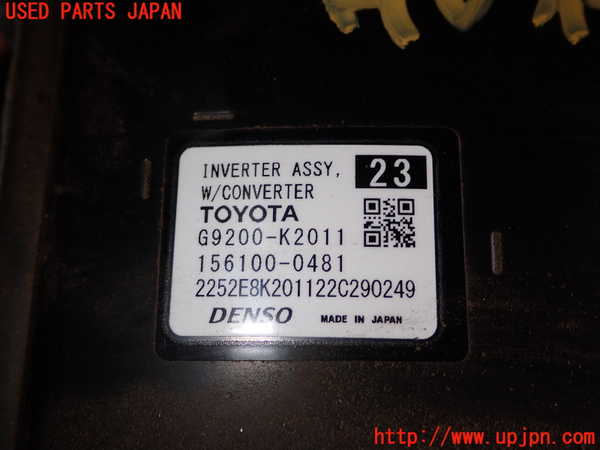 USED PARTS JAPAN
INVERTER ASSY, 23
W/CONVERTER
TOYOTA
G9200-K2011
156100-0481
2252E8K201122C290249
DENSO MADE IN JAPAN
http://www.upjpn.com/